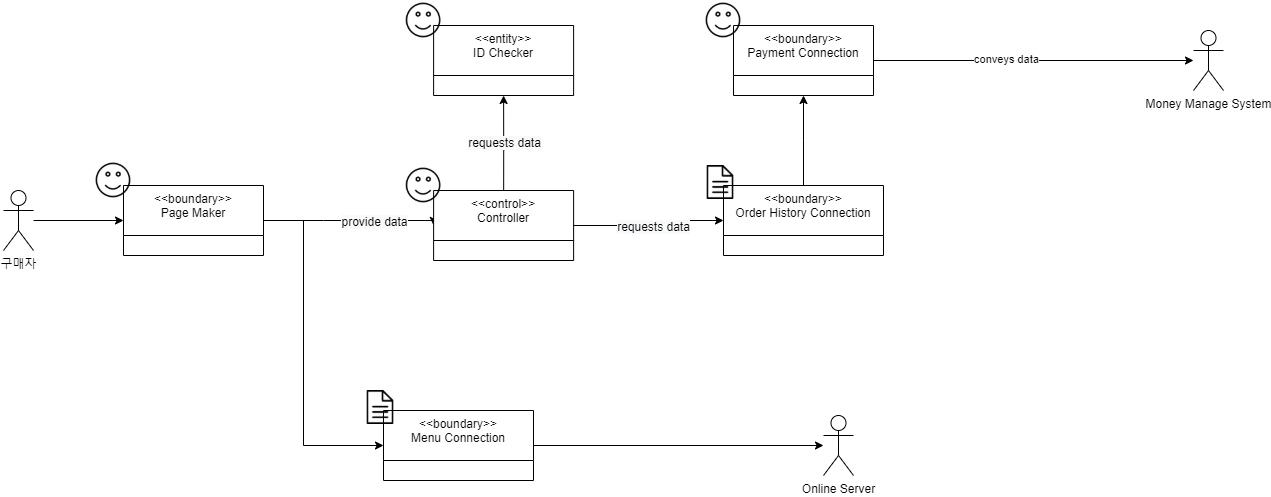 <<entity>>
ID Checker
<<boundary>>
Payment Connection
conveys data
Money Manage System
requests data
<<boundary>>
Page Maker
<<control>>
Controller
<<boundary>>
Order History Connection
provide data
requests data
구매자
<<boundary>>
Menu Connection
Online Server